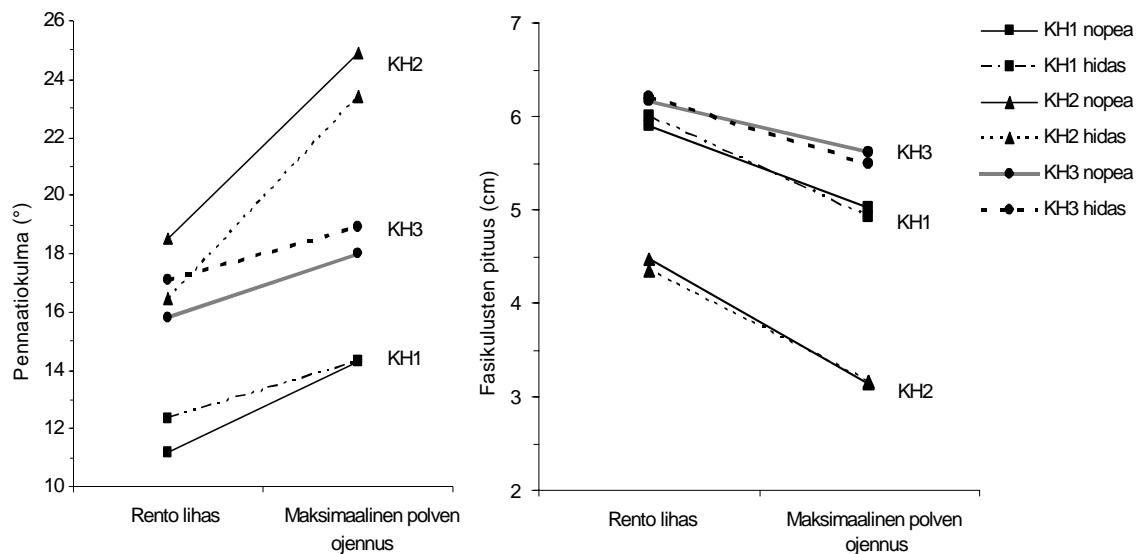 Pennaatiokulma (°)
26
24
22
20
18
16
14
12
10
KH2
KH3
KH1
Rento lihas
Maksimaalinen polven
ojennus
Fasikulusten pituus (cm)
7
6
5
4
3
2
KH3
KH1
KH2
Rento lihas
Maksimaalinen polven
ojennus
KH1 nopea
KH1 hidas
KH2 nopea
KH2 hidas
KH3 nopea
KH3 hidas